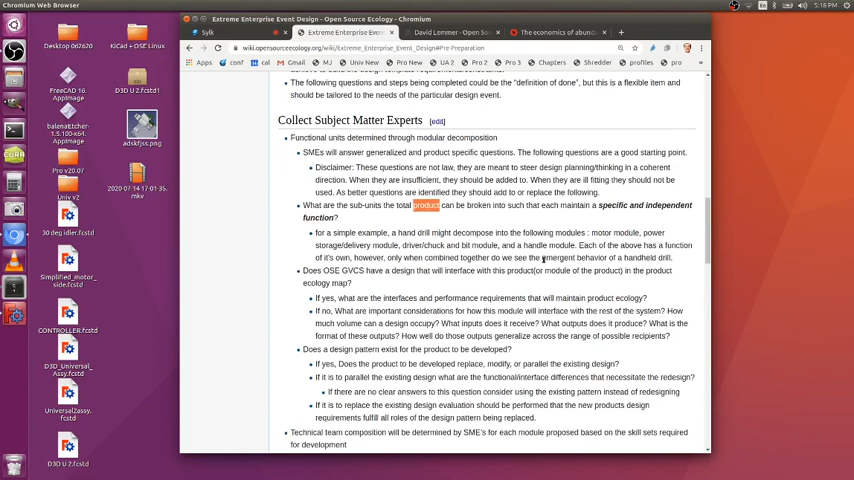 Chromium Web Browser
En
5:18 PM
Extreme Enterprise Event Design - Open Source Ecology - Chromium
Sylk
Extreme Enterprise Event
David Lemmer - Open Sou
The economics of abund
wiki.opensourceecology.org/wiki/Extreme_Enterprise_Event_Design#Pre-Preparation
Apps
conf
cal
Gmail
MJ
Pro New
UA 2
Pro 2
Pro 3
Chapters
Shredder
profiles
pro
The following questions and steps being completed could be the "definition of done", but this is a flexible item and
should be tailored to the needs of the particular design event.
Collect Subject Matter Experts [edit]
Functional units determined through modular decomposition
SMEs will answer generalized and product specific questions. The following questions are a good starting point.
Disclaimer: These questions are not law, they are meant to steer design planning/thinking in a coherent
direction. When they are insufficient, they should be added to. When they are ill fitting they should not be
used. As better questions are identified they should add to or replace the following.
What are the sub-units the total product can be broken into such that each maintain a specific and independent
function?
for a simple example, a hand drill might decompose into the following modules : motor module, power
storage/delivery module, driver/chuck and bit module, and a handle module. Each of the above has a function
of it's own, however, only when combined together do we see the emergent behavior of a handheld drill.
Does OSE GVCS have a design that will interface with this product(or module of the product) in the product
ecology map?
If yes, what are the interfaces and performance requirements that will maintain product ecology?
If no, What are important considerations for how this module will interface with the rest of the system? How
much volume can a design occupy? What inputs does it receive? What outputs does it produce? What is the
format of these outputs? How well do those outputs generalize across the range of possible recipients?
Does a design pattern exist for the product to be developed?
If yes, Does the product to be developed replace, modify, or parallel the existing design?
If it is to parallel the existing design what are the functional/interface differences that necessitate the redesign?
If there are no clear answers to this question consider using the existing pattern instead of redesigning
If it is to replace the existing design evaluation should be performed that the new products design
requirements fulfill all roles of the design pattern being replaced.
Technical team composition will be determined by SME's for each module proposed based on the skill sets required
for development
Desktop 062620
KiCad + OSE Linux
FreeCAD.
AppImage
D3D U 2.fcstd1
balenaEtcher-
1.5.100-x64.
AppImage
adskfjss.png
Pro v20.07
Univ v2
2020-07-14 17-01-35.
mkv
30 deg idler.fcstd
Simplified_motor_
side.fcstd
CONTROLLER.fcstd
D3D_Universal_
Assy.fcstd
Universal2assy.
fcstd
D3D U 2.fcstd
CURA